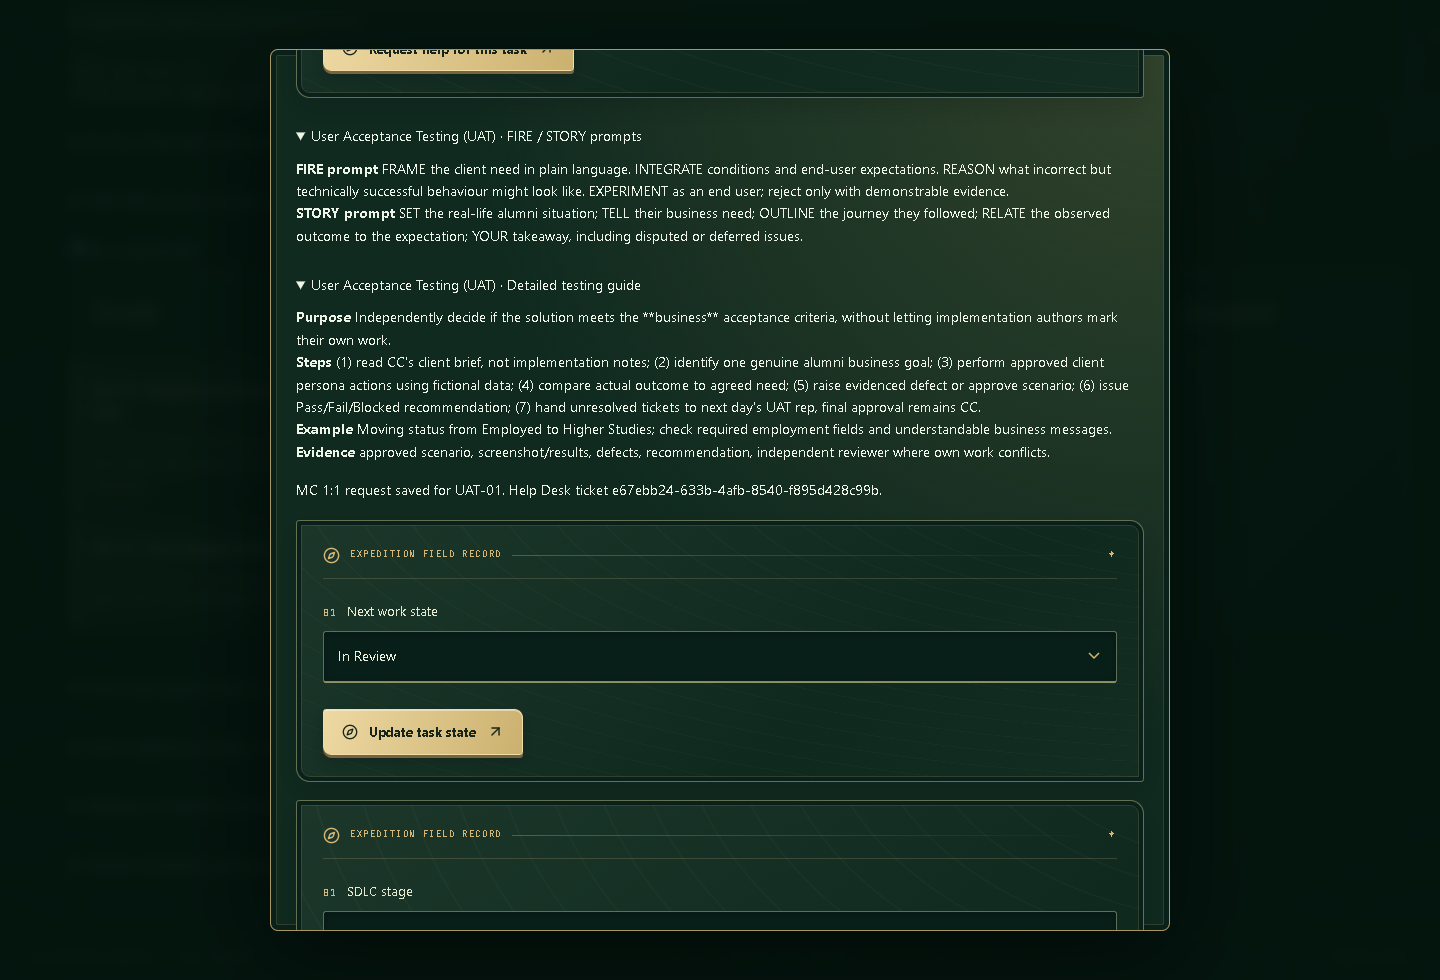 Request help for this task
▼ User Acceptance Testing (UAT) · FIRE / STORY prompts
FIRE prompt FRAME the client need in plain language. INTEGRATE conditions and end-user expectations. REASON what incorrect but
technically successful behaviour might look like. EXPERIMENT as an end user; reject only with demonstrable evidence.
STORY prompt SET the real-life alumni situation; TELL their business need; OUTLINE the journey they followed; RELATE the observed
outcome to the expectation; YOUR takeaway, including disputed or deferred issues.
▼ User Acceptance Testing (UAT) · Detailed testing guide
Purpose Independently decide if the solution meets the **business** acceptance criteria, without letting implementation authors mark
their own work.
Steps (1) read CC's client brief, not implementation notes; (2) identify one genuine alumni business goal; (3) perform approved client
persona actions using fictional data; (4) compare actual outcome to agreed need; (5) raise evidenced defect or approve scenario; (6) issue
Pass/Fail/Blocked recommendation; (7) hand unresolved tickets to next day's UAT rep, final approval remains CC.
Example Moving status from Employed to Higher Studies; check required employment fields and understandable business messages.
Evidence approved scenario, screenshot/results, defects, recommendation, independent reviewer where own work conflicts.
MC 1:1 request saved for UAT-01. Help Desk ticket e67ebb24-633b-4afb-8540-f895d428c99b.
EXPEDITION FIELD RECORD
01 Next work state
In Review
Update task state
EXPEDITION FIELD RECORD
01 SDLC stage